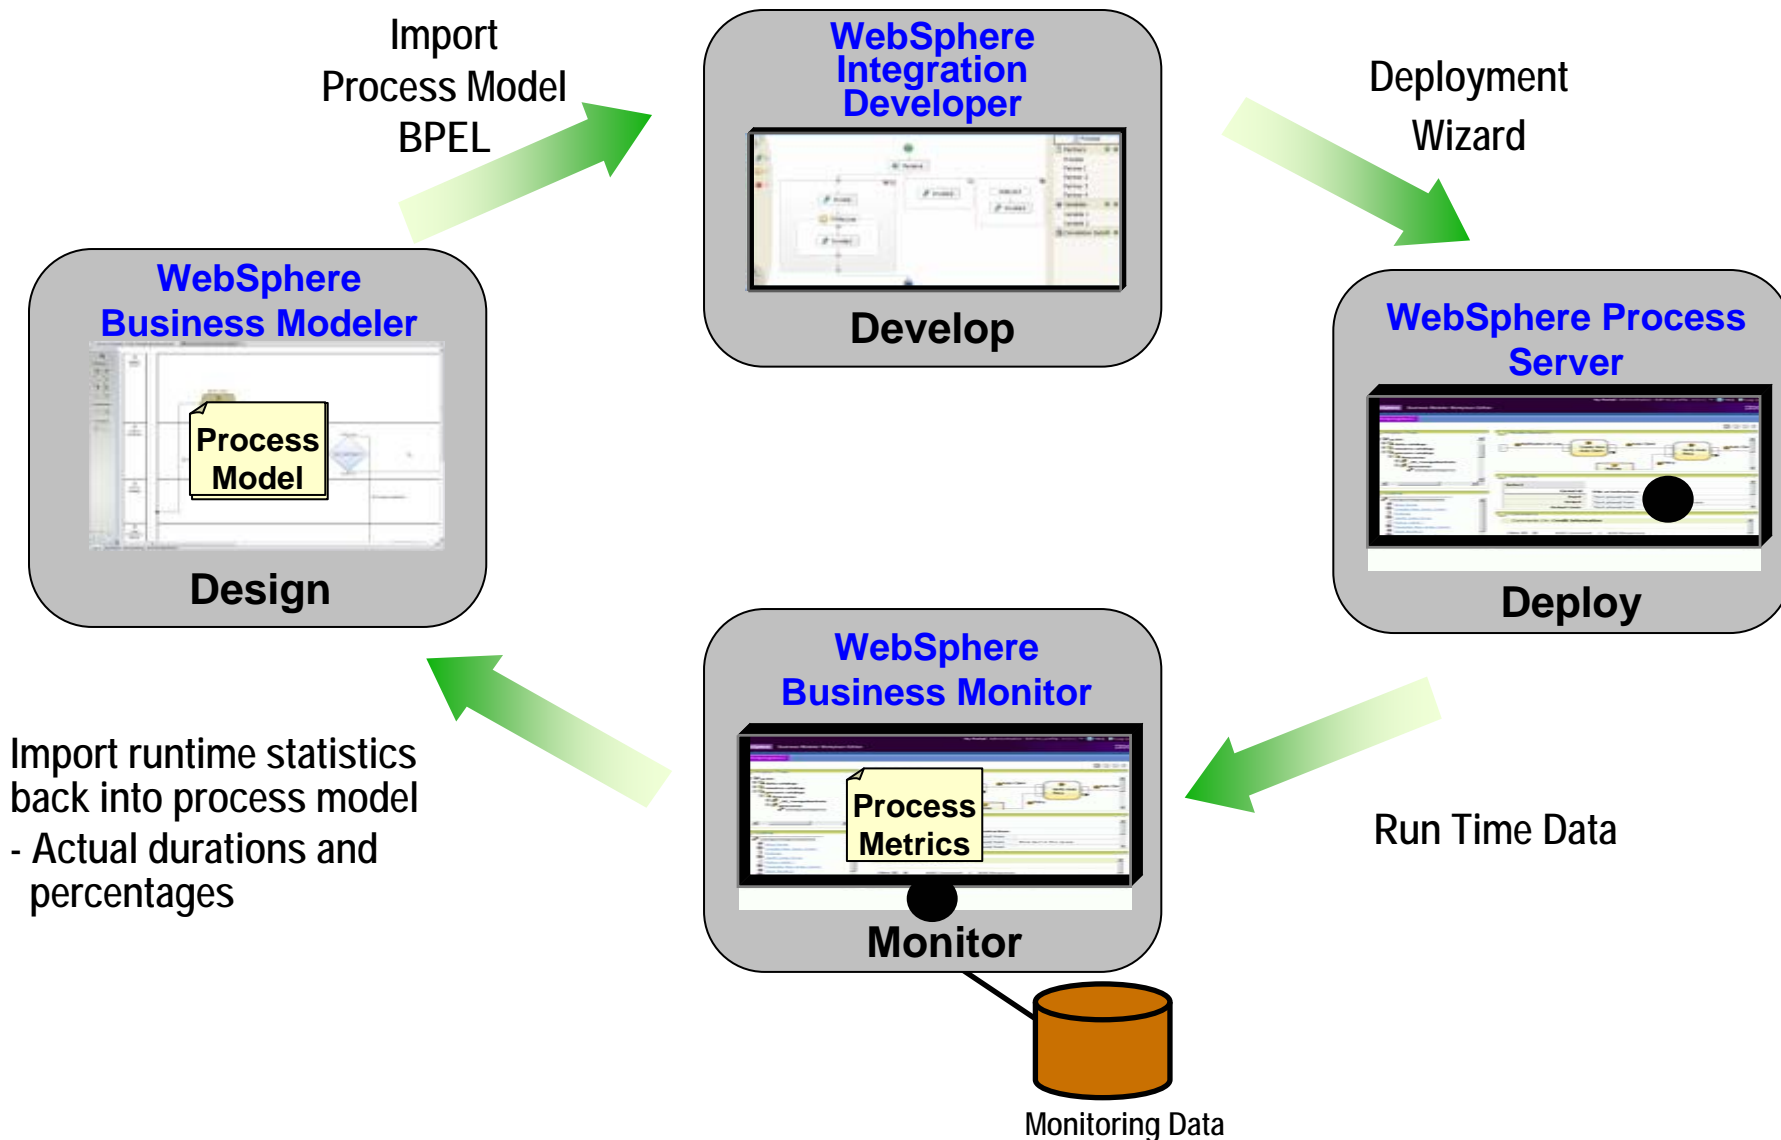 Import
Process Model
BPEL
WebSphere
Integration
Developer
Develop
Deployment
Wizard
WebSphere
Business Modeler
Process
Model
Design
WebSphere Process
Server
Deploy
WebSphere
Business Monitor
Process
Metrics
Monitor
Import runtime statistics
back into process model
- Actual durations and
percentages
Run Time Data
Monitoring Data